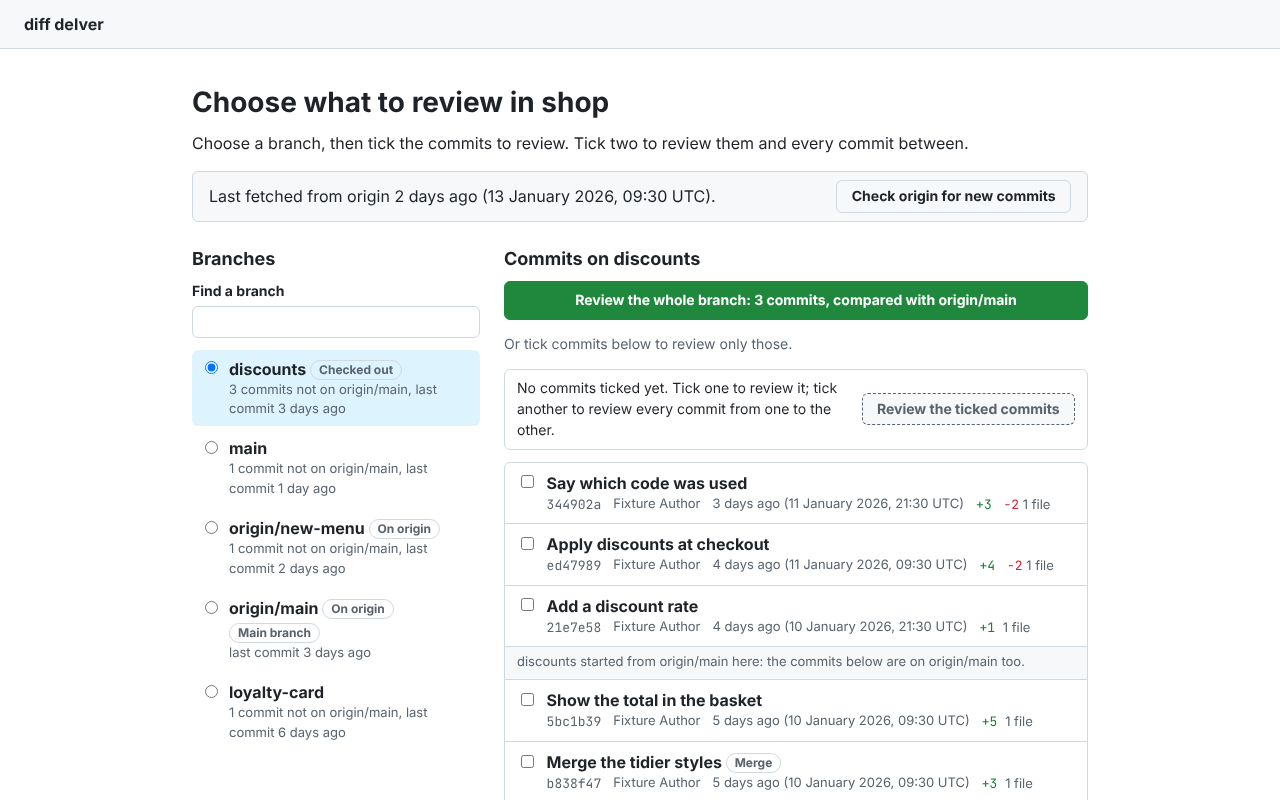 diff delver
Choose what to review in shop
Choose a branch, then tick the commits to review. Tick two to review them and every commit between.
Last fetched from origin 2 days ago (13 January 2026, 09:30 UTC).
Check origin for new commits
Branches
Find a branch
discounts Checked out
3 commits not on origin/main, last
commit 3 days ago
main
1 commit not on origin/main, last
commit 1 day ago
origin/new-menu On origin
1 commit not on origin/main, last
commit 2 days ago
origin/main On origin
Main branch
last commit 3 days ago
loyalty-card
1 commit not on origin/main, last
commit 6 days ago
Commits on discounts
Review the whole branch: 3 commits, compared with origin/main
Or tick commits below to review only those.
No commits ticked yet. Tick one to review it; tick
another to review every commit from one to the
other.
Review the ticked commits
Say which code was used
344902a Fixture Author 3 days ago (11 January 2026, 21:30 UTC) +3 -2 1 file
Apply discounts at checkout
ed47989 Fixture Author 4 days ago (11 January 2026, 09:30 UTC) +4 -2 1 file
Add a discount rate
21e7e58 Fixture Author 4 days ago (10 January 2026, 21:30 UTC) +1 1 file
discounts started from origin/main here: the commits below are on origin/main too.
Show the total in the basket
5bc1b39 Fixture Author 5 days ago (10 January 2026, 09:30 UTC) +5 1 file
Merge the tidier styles Merge
b838f47 Fixture Author 5 days ago (10 January 2026, 09:30 UTC) +3 1 file